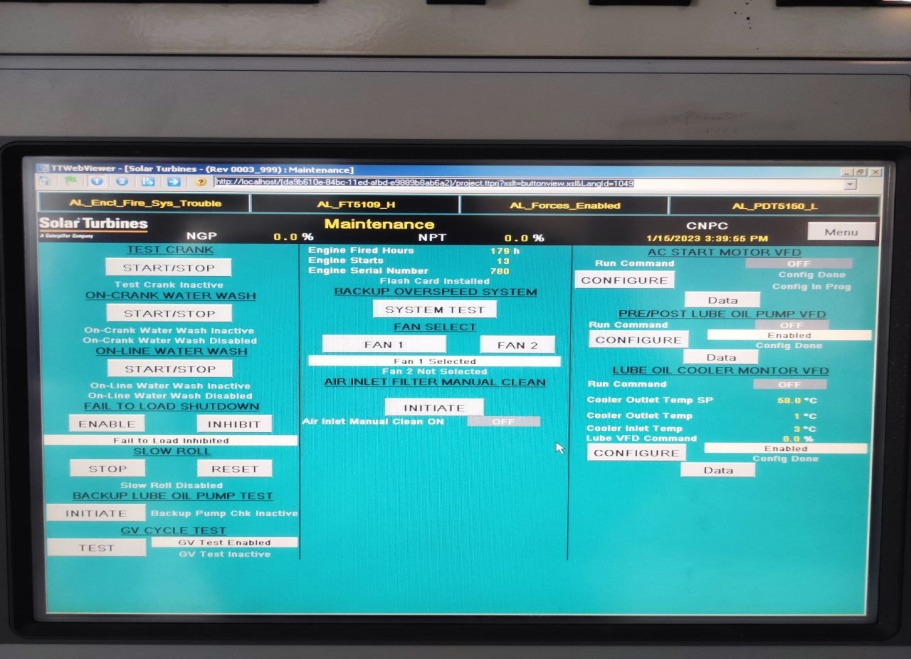 TTWebViewer - [Solar Turbines - (Rev 0003_999) : Maintenance]
http://localhost/{da9b610e-84bc-11ed-afbd-e9889b8ab6a2}/project.ttprj?xslt=buttonview.xsl&LangId=1049
AL_Encl_Fire_Sys_Trouble AL_FT5109_H AL_Forces_Enabled AL_PDT5150_L
Solar Turbines
A Caterpillar Company
Maintenance
CNPC
Menu
NGP 0.0 % NPT 0.0 %
1/15/2023 3:39:55 PM
TEST CRANK
START/STOP
Test Crank Inactive
ON-CRANK WATER WASH
START/STOP
On-Crank Water Wash Inactive
On-Crank Water Wash Disabled
ON-LINE WATER WASH
START/STOP
On-Line Water Wash Inactive
On-Line Water Wash Disabled
FAIL TO LOAD SHUTDOWN
ENABLE INHIBIT
Fail to Load Inhibited
SLOW ROLL
STOP RESET
Slow Roll Disabled
BACKUP LUBE OIL PUMP TEST
INITIATE Backup Pump Chk Inactive
GV CYCLE TEST
TEST
GV Test Enabled
GV Test Inactive
Engine Fired Hours 179 h
Engine Starts 13
Engine Serial Number 780
Flash Card Installed
BACKUP OVERSPEED SYSTEM
SYSTEM TEST
FAN SELECT
FAN 1 FAN 2
Fan 1 Selected
Fan 2 Not Selected
AIR INLET FILTER MANUAL CLEAN
INITIATE
Air Inlet Manual Clean ON OFF
AC START MOTOR VFD
Run Command OFF
CONFIGURE
Config Done
Config In Prog
Data
PRE/POST LUBE OIL PUMP VFD
Run Command OFF
CONFIGURE
Enabled
Config Done
Data
LUBE OIL COOLER MONTOR VFD
Run Command OFF
Cooler Outlet Temp SP 58.0 °C
Cooler Outlet Temp 1 °C
Cooler Inlet Temp 3 °C
Lube VFD Command 0.0 %
CONFIGURE
Enabled
Config Done
Data